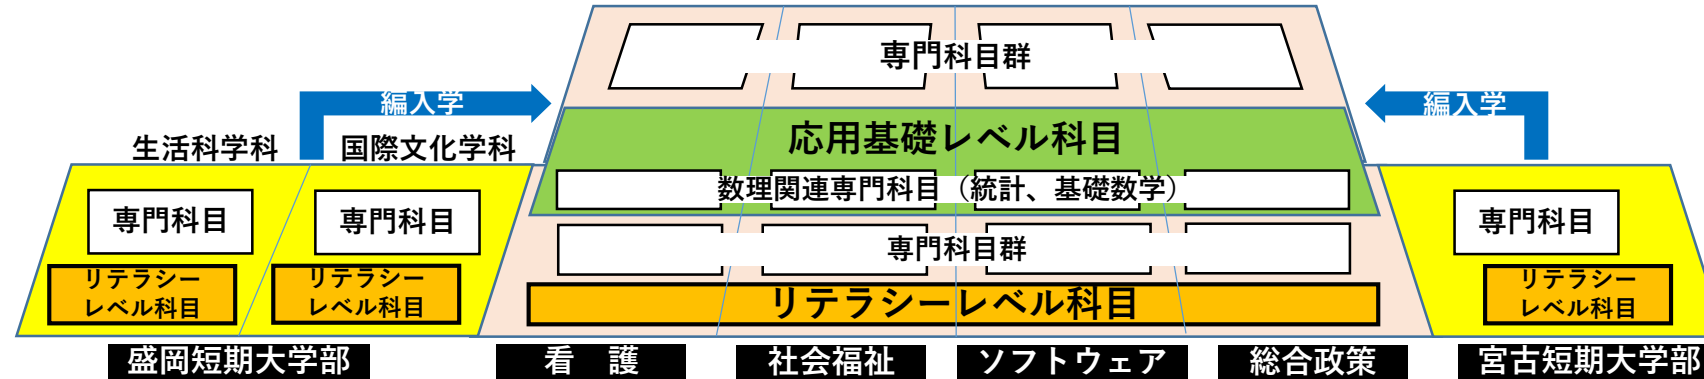 専門科目群
編入学
編入学
応用基礎レベル科目
生活科学科
国際文化学科
数理関連専門科目（統計、基礎数学）
専門科目
専門科目
専門科目
専門科目群
リテラシー
レベル科目
リテラシー
レベル科目
リテラシーレベル科目
リテラシー
レベル科目
盛岡短期大学部
看　護
社会福祉
ソフトウェア
総合政策
宮古短期大学部